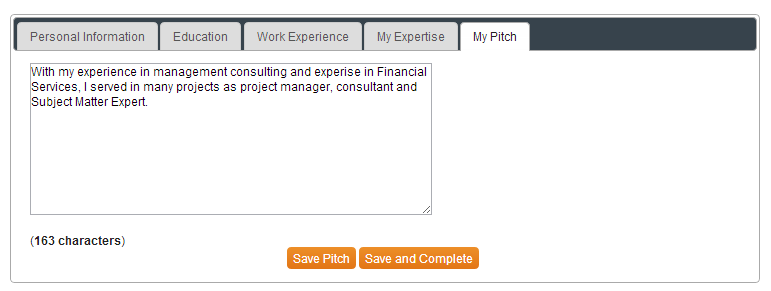 Personal Information Education Work Experience My Expertise My Pitch
With my experience in management consulting and experise in Financial
Services, I served in many projects as project manager, consultant and
Subject Matter Expert.
(163 characters)
Save Pitch Save and Complete